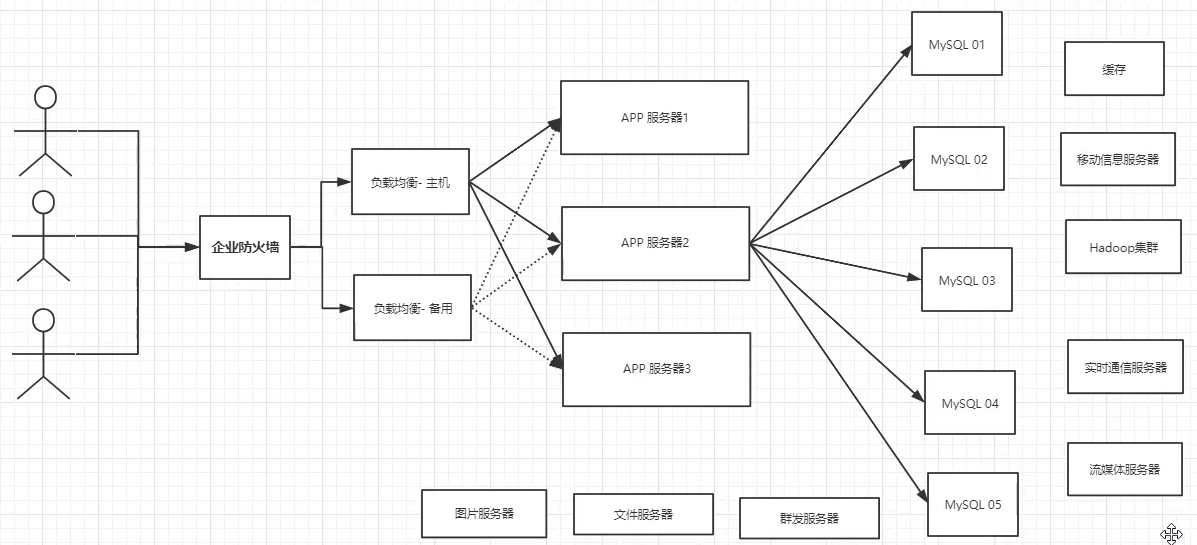 企业防火墙
负载均衡- 主机
负载均衡- 备用
APP 服务器1
APP 服务器2
APP 服务器3
MySQL 01
MySQL 02
MySQL 03
MySQL 04
MySQL 05
缓存
移动信息服务器
Hadoop集群
实时通信服务器
流媒体服务器
图片服务器
文件服务器
群发服务器